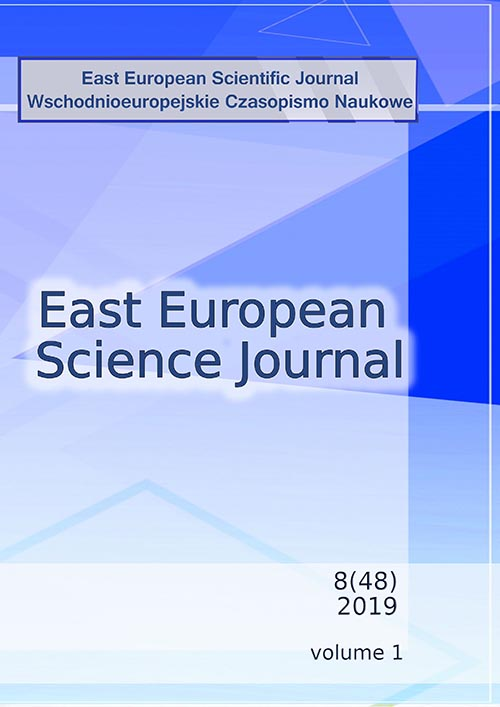 East European Scientific Journal
Wschodnioeuropejskie Czasopismo Naukowe
East European
Science Journal
8(48)
2019
volume 1